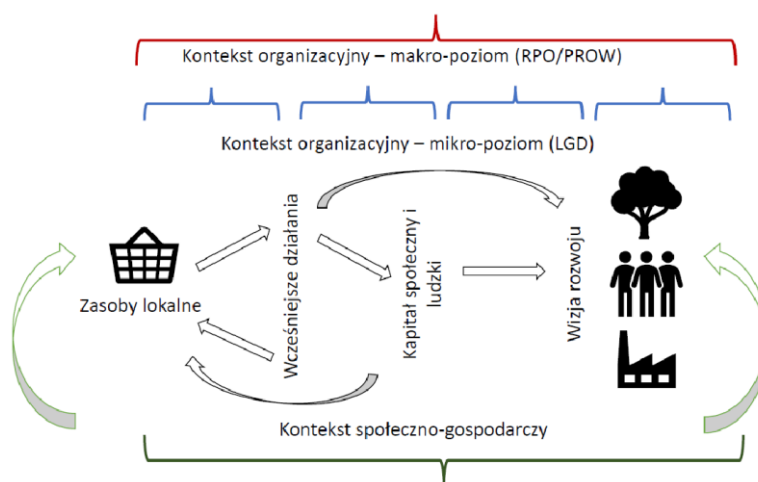 Kontekst organizacyjny – makro-poziom (RPO/PROW)
Kontekst organizacyjny – mikro-poziom (LGD)
Zasoby lokalne
Wcześniejsze działania
Kapitał społeczny i
ludzki
Wizja rozwoju
Kontekst społeczno-gospodarczy